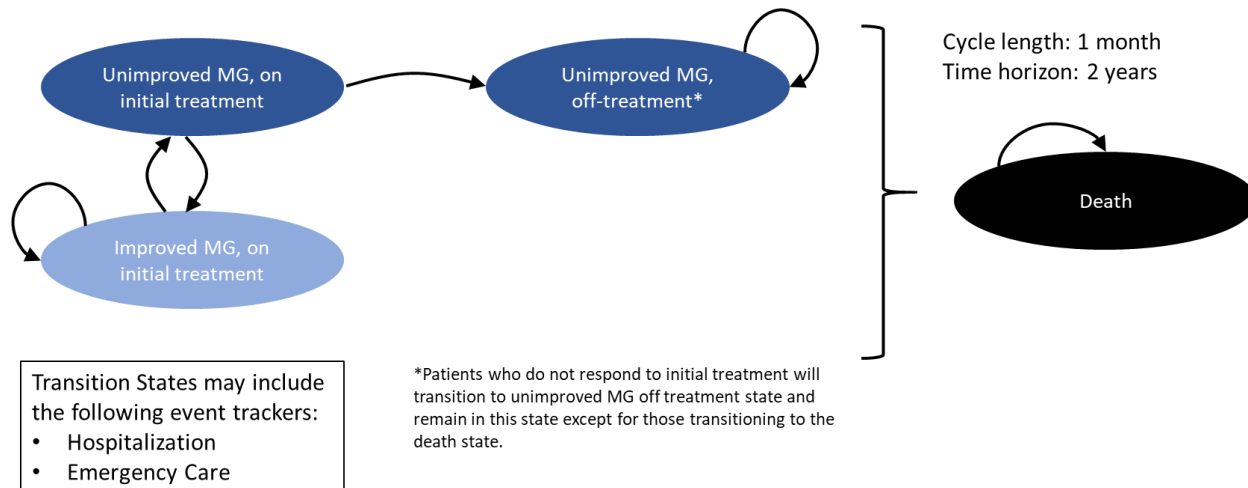 Unimproved MG, on
initial treatment
Unimproved MG,
off-treatment*
Cycle length: 1 month
Time horizon: 2 years
Death
Improved MG, on
initial treatment
Transition States may include
the following event trackers:
• Hospitalization
• Emergency Care
*Patients who do not respond to initial treatment will
transition to unimproved MG off treatment state and
remain in this state except for those transitioning to the
death state.